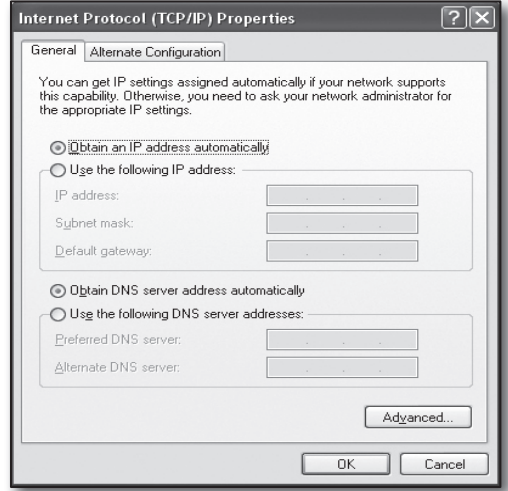 Internet Protocol (TCP/IP) Properties
General
Alternate Configuration
You can get IP settings assigned automatically if your network supports
this capability. Otherwise, you need to ask your network administrator for
the appropriate IP settings.
Obtain an IP address automatically
Use the following IP address:
IP address:
Subnet mask:
Default gateway:
Obtain DNS server address automatically
Use the following DNS server addresses:
Preferred DNS server:
Alternate DNS server:
Advanced...
OK
Cancel